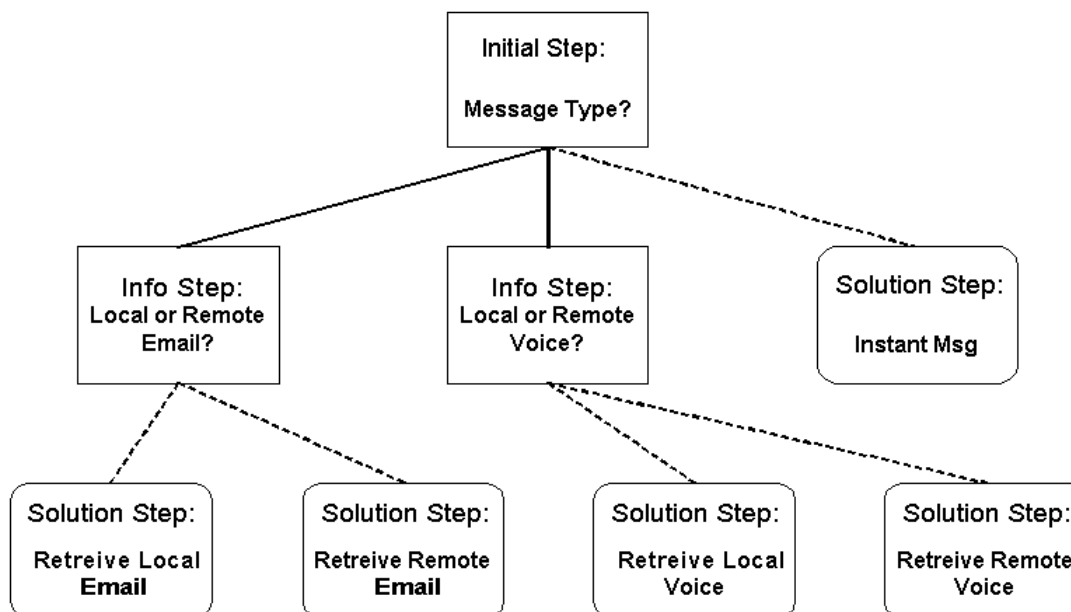 Initial Step:
Message Type?
Info Step:
Local or Remote
Email?
Info Step:
Local or Remote
Voice?
Solution Step:
Instant Msg
Solution Step:
Retreive Local
Email
Solution Step:
Retreive Remote
Email
Solution Step:
Retreive Local
Voice
Solution Step:
Retreive Remote
Voice